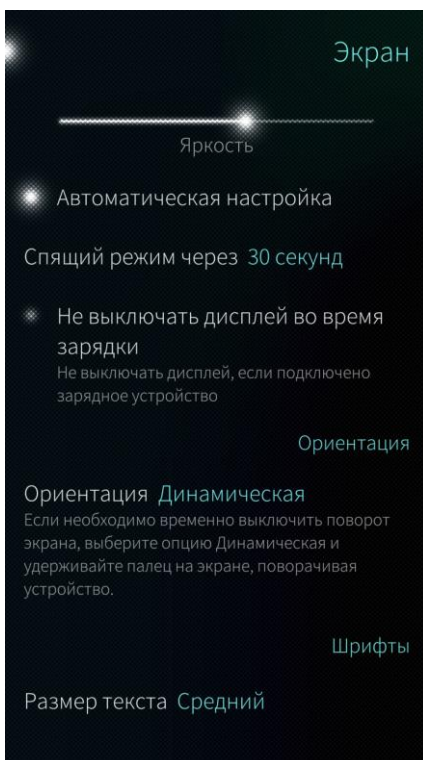 Экран
Яркость
Автоматическая настройка
Спящий режим через 30 секунд
Не выключать дисплей во время
зарядки
Не выключать дисплей, если подключено
зарядное устройство
Ориентация
Ориентация Динамическая
Если необходимо временно выключить поворот
экрана, выберите опцию Динамическая и
удерживайте палец на экране, поворачивая
устройство.
Шрифты
Размер текста Средний